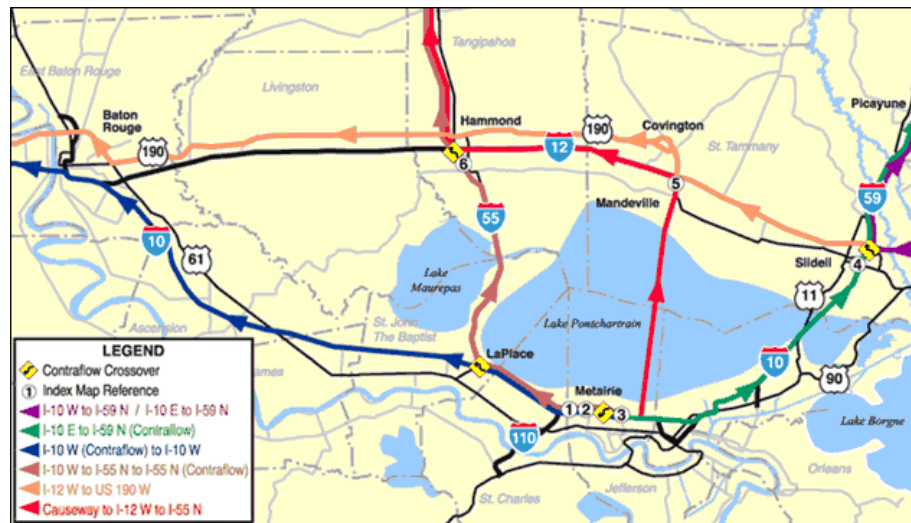 Tangipahoa
East Baton Rouge
Livingston
Baton
Rouge
Picayune
Hammond
190
Covington
190
12
St. Tammany
6
5
59
Mandeville
55
10
61
Slidell
4
Lake
Maurepas
11
Ascension
St. John
The Baptist
Lake Pontchartrain
LaPlace
10
90
Metairie
1
2
3
Lake Borgne
110
Orleans
Jefferson
St. Charles
ames
LEGEND
Contraflow Crossover
1 Index Map Reference
I-10 W to I-59 N / I-10 E to I-59 N
I-10 E to I-59 N (Contrallow)
I-10 W (Contraflow) to I-10 W
I-10 W to I-55 N to I-55 N (Contraflow)
I-12 W to US 190 W
Causeway to I-12 W to I-55 N